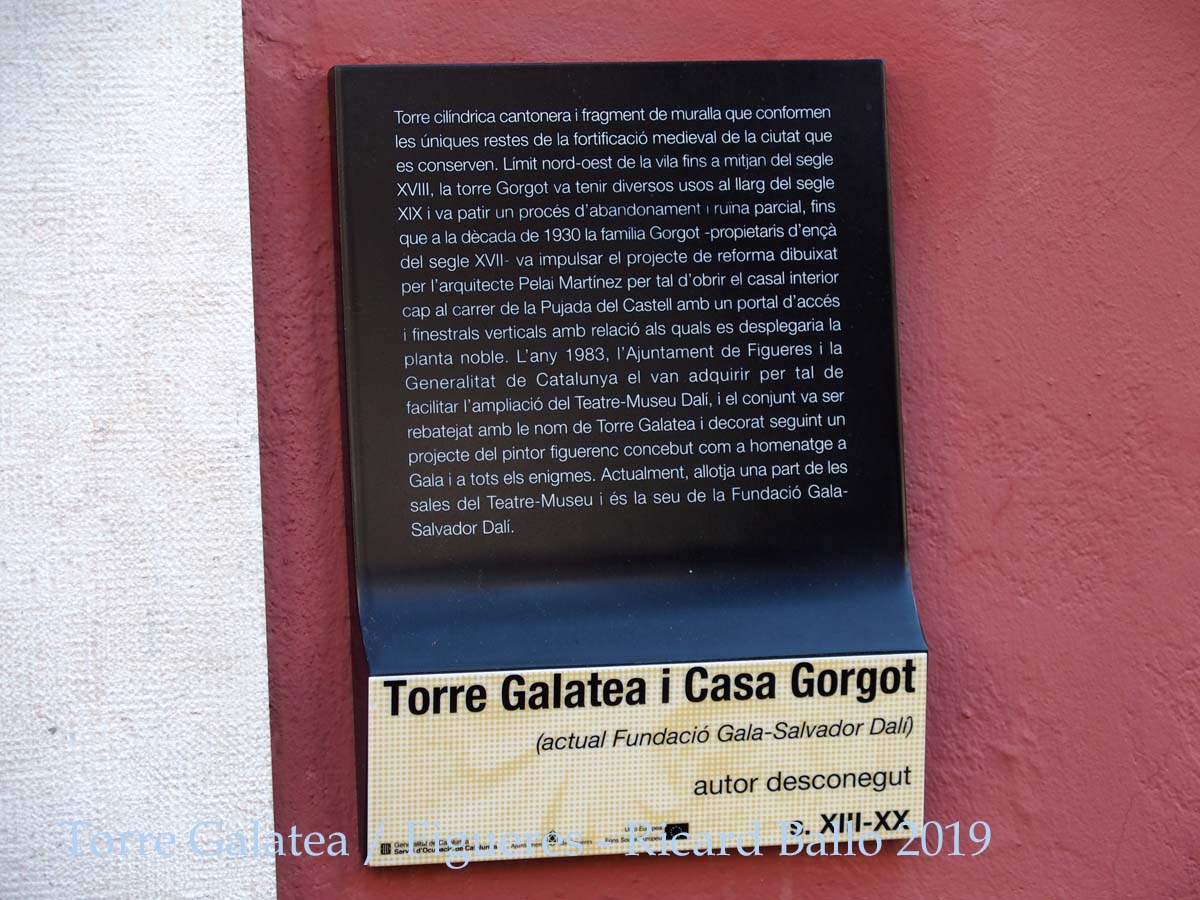 Torre cilíndrica cantonera i fragment de muralla que conformen
les úniques restes de la fortificació medieval de la ciutat que
es conserven. Límit nord-oest de la vila fins a mitjan del segle
XVIII, la torre Gorgot va tenir diversos usos al llarg del segle
XIX i va patir un procés d'abandonament i ruïna parcial, fins
que a la dècada de 1930 la família Gorgot -propietaris d'ençà
del segle XVII- va impulsar el projecte de reforma dibuixat
per l'arquitecte Pelai Martínez per tal d'obrir el casal interior
cap al carrer de la Pujada del Castell amb un portal d'accés
i finestrals verticals amb relació als quals es desplegaria la
planta noble. L'any 1983, l'Ajuntament de Figueres i la
Generalitat de Catalunya el van adquirir per tal de
facilitar l'ampliació del Teatre-Museu Dalí, i el conjunt va ser
rebatejat amb le nom de Torre Galatea i decorat seguint un
projecte del pintor figuerenc concebut com a homenatge a
Gala i a tots els enigmes. Actualment, allotja una part de les
sales del Teatre-Museu i és la seu de la Fundació Gala-
Salvador Dalí.
Torre Galatea i Casa Gorgot
(actual Fundació Gala-Salvador Dalí)
autor desconegut
s. XIII-XX
Generalitat de Catalunya
Torre Galatea / Figueres - Ricard Ballo 2019